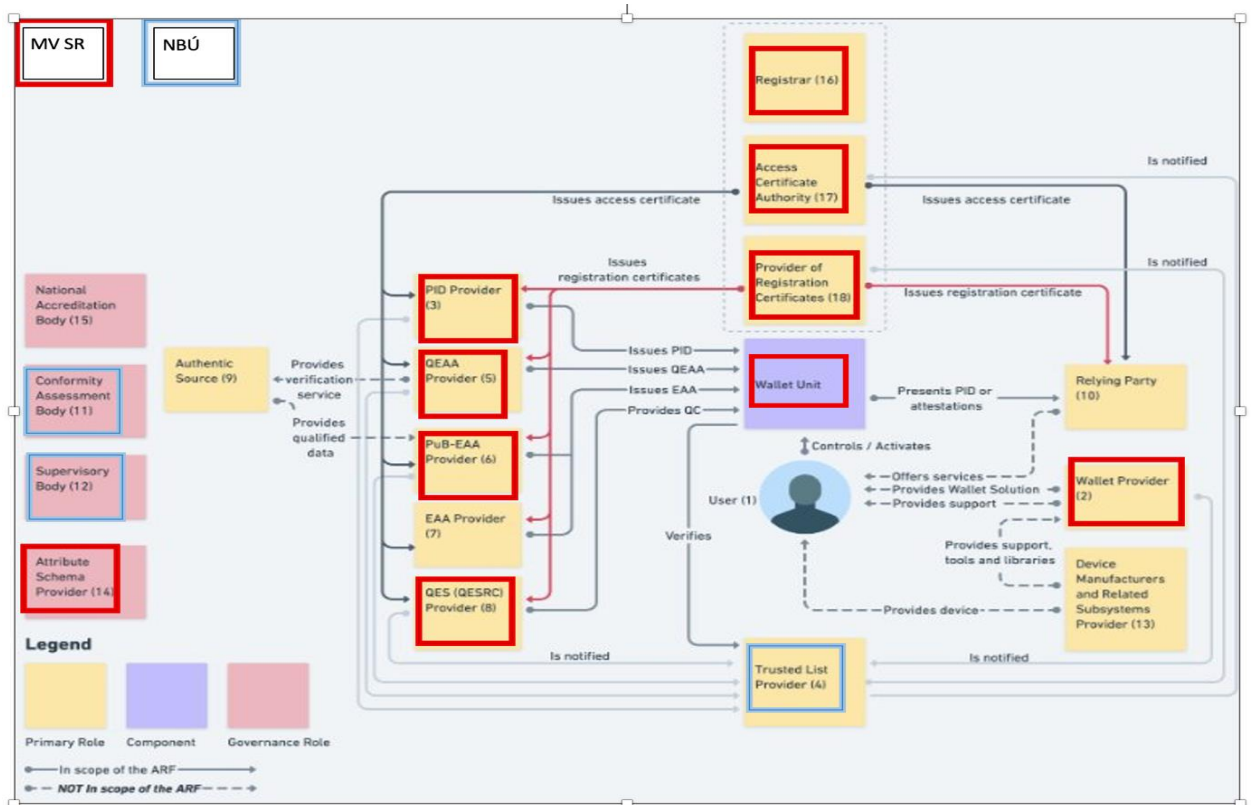 MV SR
NBÚ
Registrar (16)
Access
Certificate
Authority (17)
Is notified
Issues access certificate
Issues access certificate
Issues
registration certificates
Provider of
Registration
Certificates (18)
Is notified
Issues registration certificate
National
Accreditation
Body (15)
PID Provider
(3)
Authentic
Source (9)
Provides
verification
service
QEAA
Provider (5)
Issues PID
Issues QEAA
Issues EAA
Provides QC
Wallet Unit
Presents PID or
attestations
Relying Party
(10)
Conformity
Assessment
Body (11)
Provides
qualified
data
PuB-EAA
Provider (6)
Controls / Activates
Supervisory
Body (12)
User (1)
Offers services
Provides Wallet Solution
Provides support
Wallet Provider
(2)
EAA Provider
(7)
Verifies
Provides support,
tools and libraries
Attribute
Schema
Provider (14)
QES (QESRC)
Provider (8)
Provides device
Device
Manufacturers
and Related
Subsystems
Provider (13)
Legend
Is notified
Trusted List
Provider (4)
Is notified
Primary Role
Component
Governance Role
In scope of the ARF
NOT In scope of the ARF